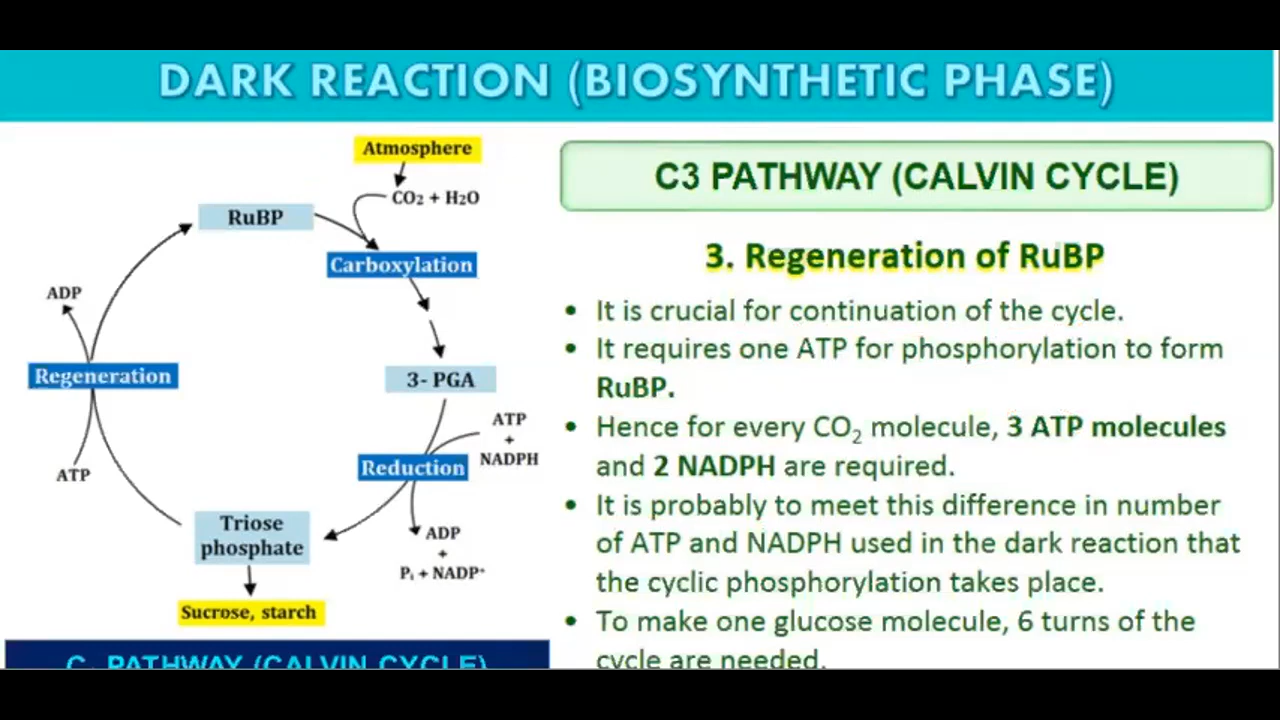 DARK REACTION (BIOSYNTHETIC PHASE)
Atmosphere
CO₂ + H₂O
RuBP
Carboxylation
ADP
Regeneration
3- PGA
ATP
+
NADPH
Reduction
ATP
Triose
phosphate
ADP
+
Pᵢ + NADP⁺
Sucrose, starch
C₃ PATHWAY (CALVIN CYCLE)
C3 PATHWAY (CALVIN CYCLE)
3. Regeneration of RuBP
• It is crucial for continuation of the cycle.
• It requires one ATP for phosphorylation to form
RuBP.
• Hence for every CO₂ molecule, 3 ATP molecules
and 2 NADPH are required.
• It is probably to meet this difference in number
of ATP and NADPH used in the dark reaction that
the cyclic phosphorylation takes place.
• To make one glucose molecule, 6 turns of the
cycle are needed.